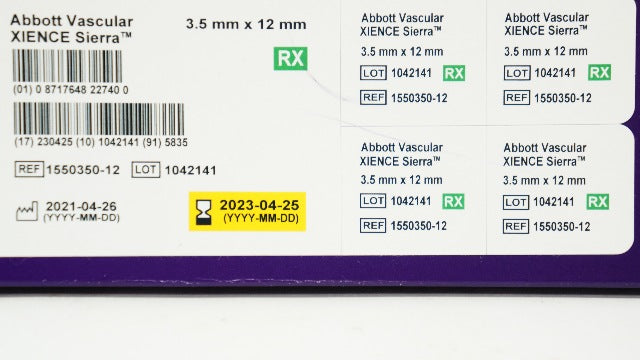 Abbott Vascular
XIENCE Sierra™
3.5 mm x 12 mm
RX
(01) 0 8717648 22740 0
(17) 230425 (10) 1042141 (91) 5835
REF 1550350-12 LOT 1042141
2021-04-26
(YYYY-MM-DD)
2023-04-25
(YYYY-MM-DD)
Abbott Vascular
XIENCE Sierra™
3.5 mm x 12 mm
LOT 1042141 RX
REF 1550350-12
Abbott Vascular
XIENCE Sierra™
3.5 mm x 12 mm
LOT 1042141 RX
REF 1550350-12
Abbott Vascular
XIENCE Sierra™
3.5 mm x 12 mm
LOT 1042141 RX
REF 1550350-12
Abbott Vascular
XIENCE Sierra™
3.5 mm x 12 mm
LOT 1042141 RX
REF 1550350-12